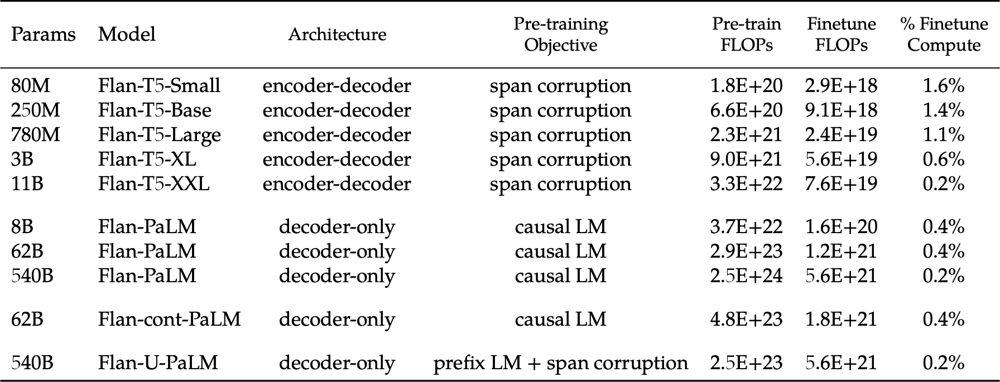 Params Model Architecture Pre-training Objective Pre-train FLOPs Finetune FLOPs % Finetune Compute
80M Flan-T5-Small encoder-decoder span corruption 1.8E+20 2.9E+18 1.6%
250M Flan-T5-Base encoder-decoder span corruption 6.6E+20 9.1E+18 1.4%
780M Flan-T5-Large encoder-decoder span corruption 2.3E+21 2.4E+19 1.1%
3B Flan-T5-XL encoder-decoder span corruption 9.0E+21 5.6E+19 0.6%
11B Flan-T5-XXL encoder-decoder span corruption 3.3E+22 7.6E+19 0.2%
8B Flan-PaLM decoder-only causal LM 3.7E+22 1.6E+20 0.4%
62B Flan-PaLM decoder-only causal LM 2.9E+23 1.2E+21 0.4%
540B Flan-PaLM decoder-only causal LM 2.5E+24 5.6E+21 0.2%
62B Flan-cont-PaLM decoder-only causal LM 4.8E+23 1.8E+21 0.4%
540B Flan-U-PaLM decoder-only prefix LM + span corruption 2.5E+23 5.6E+21 0.2%